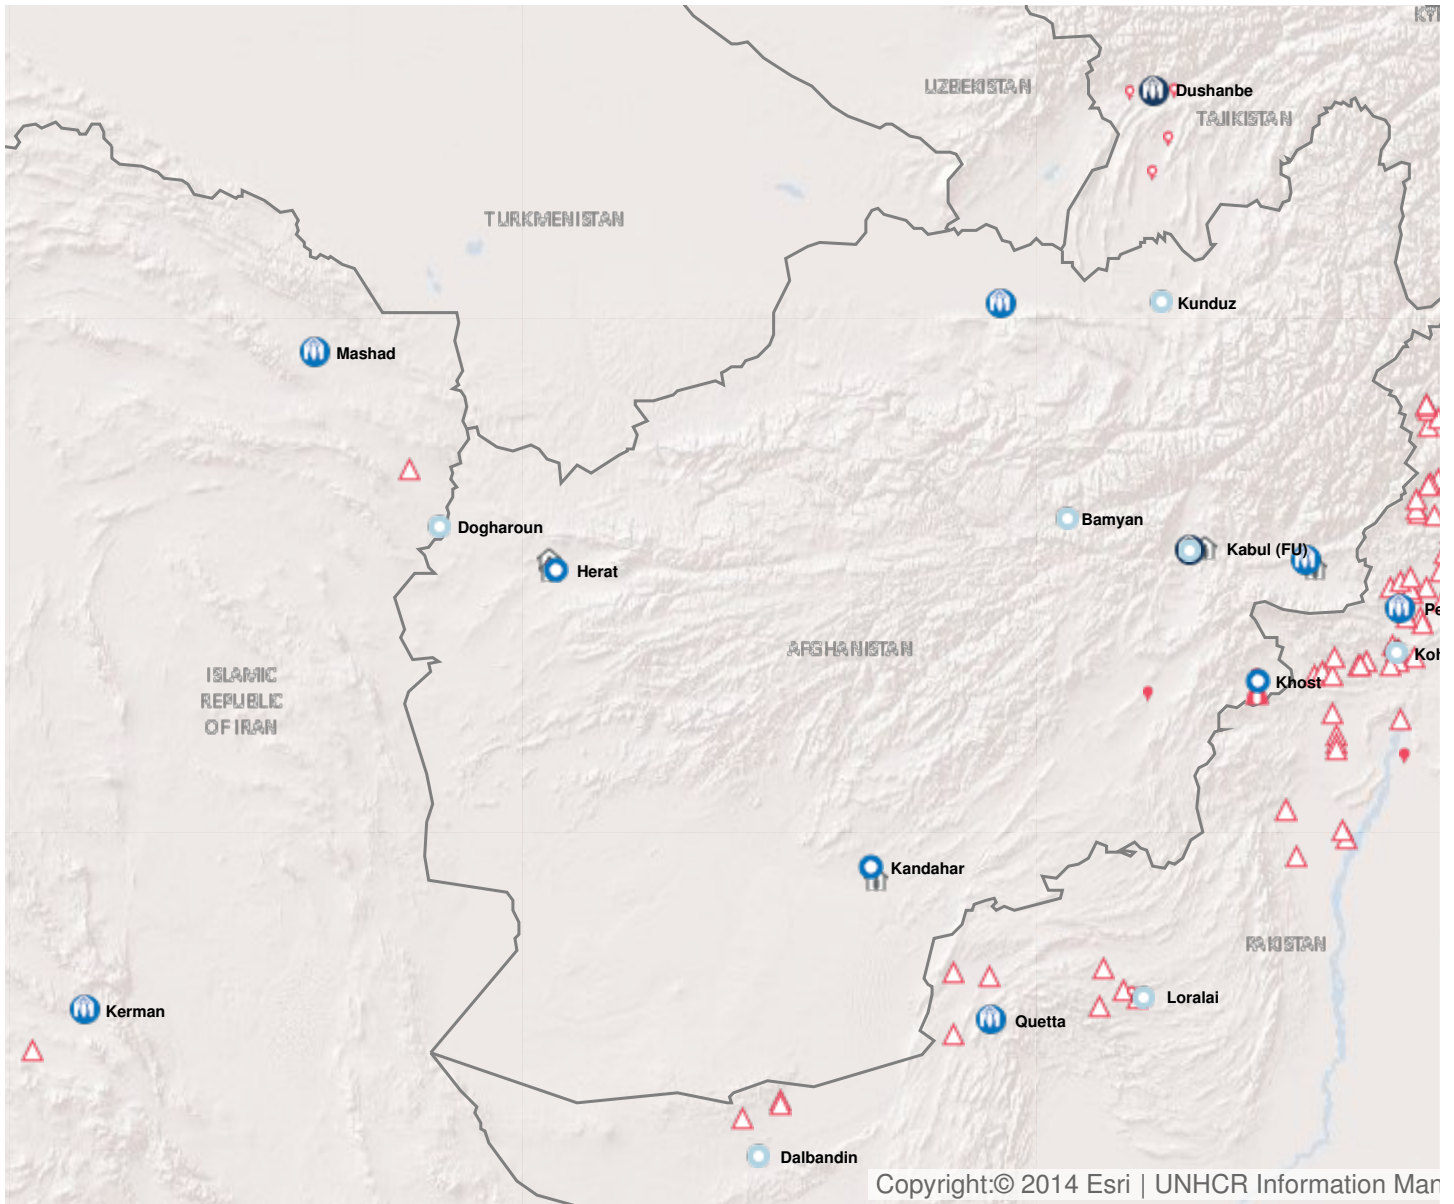 UZBEKISTAN
Dushanbe
TAJIKISTAN
TURKMENISTAN
Kunduz
Mashad
Bamyan
Dogharoun
Kabul (FU)
Herat
AFGHANISTAN
ISLAMIC
REPUBLIC
OF IRAN
Khost
Kandahar
PAKISTAN
Loralai
Kerman
Quetta
Dalbandin
Copyright:© 2014 Esri | UNHCR Information Man